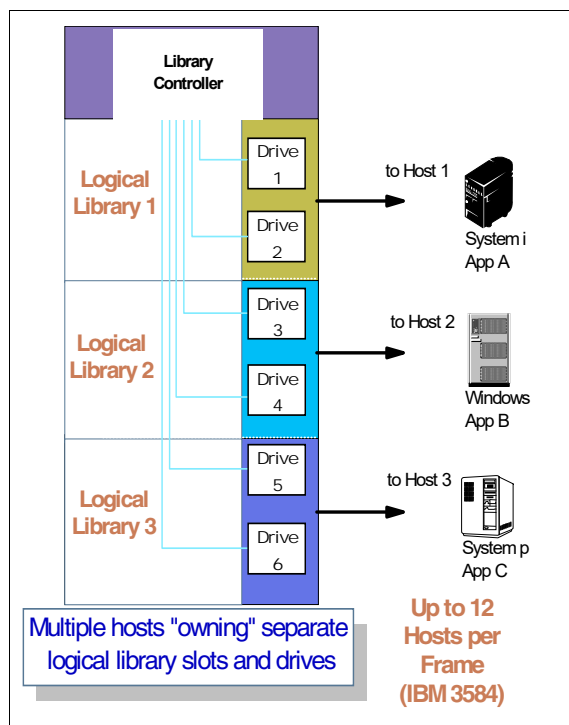 Library
Controller
Logical
Library 1
Drive
1
Drive
2
to Host 1
System i
App A
Logical
Library 2
Drive
3
Drive
4
to Host 2
Windows
App B
Logical
Library 3
Drive
5
Drive
6
to Host 3
System p
App C
Multiple hosts "owning" separate
logical library slots and drives
Up to 12
Hosts per
Frame
(IBM 3584)